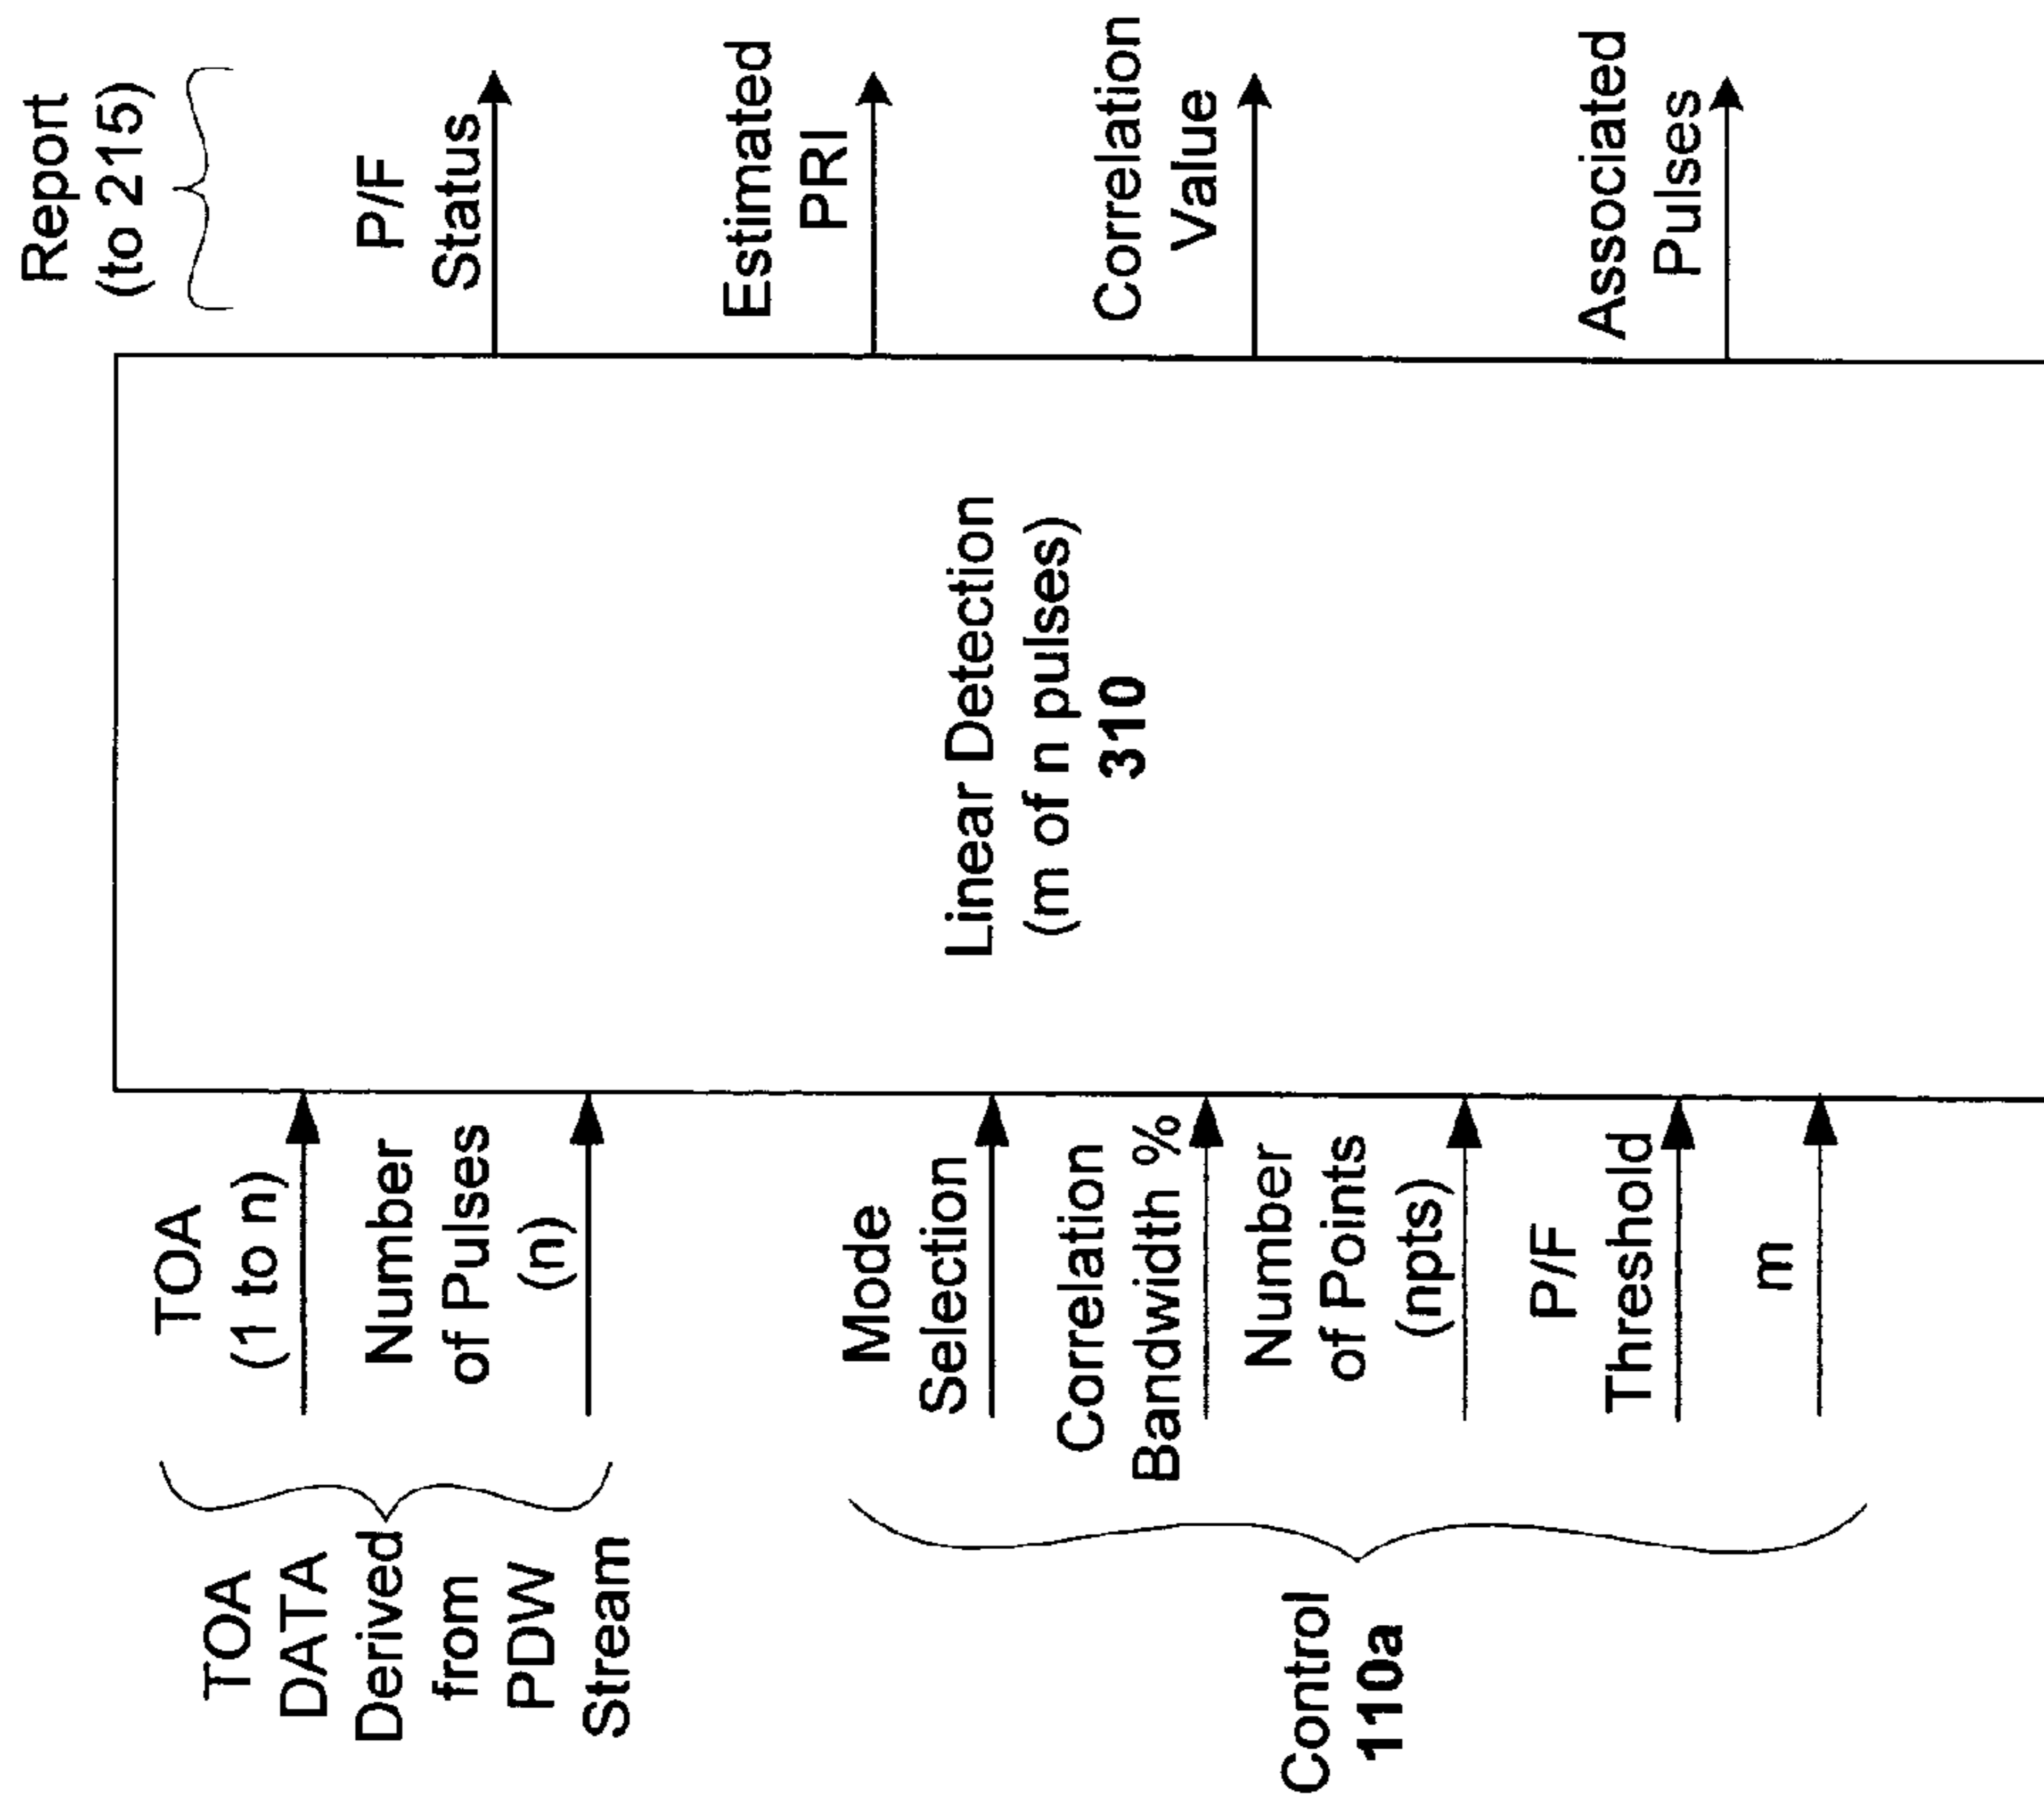 TOA
DATA
Derived
from
PDW
Stream
TOA
(1 to n)
Number
of Pulses
(n)
Control
110a
Mode
Selection
Correlation
Bandwidth %
Number
of Points
(npts)
P/F
Threshold
m
Linear Detection
(m of n pulses)
310
Report
(to 215)
P/F
Status
Estimated
PRI
Correlation
Value
Associated
Pulses